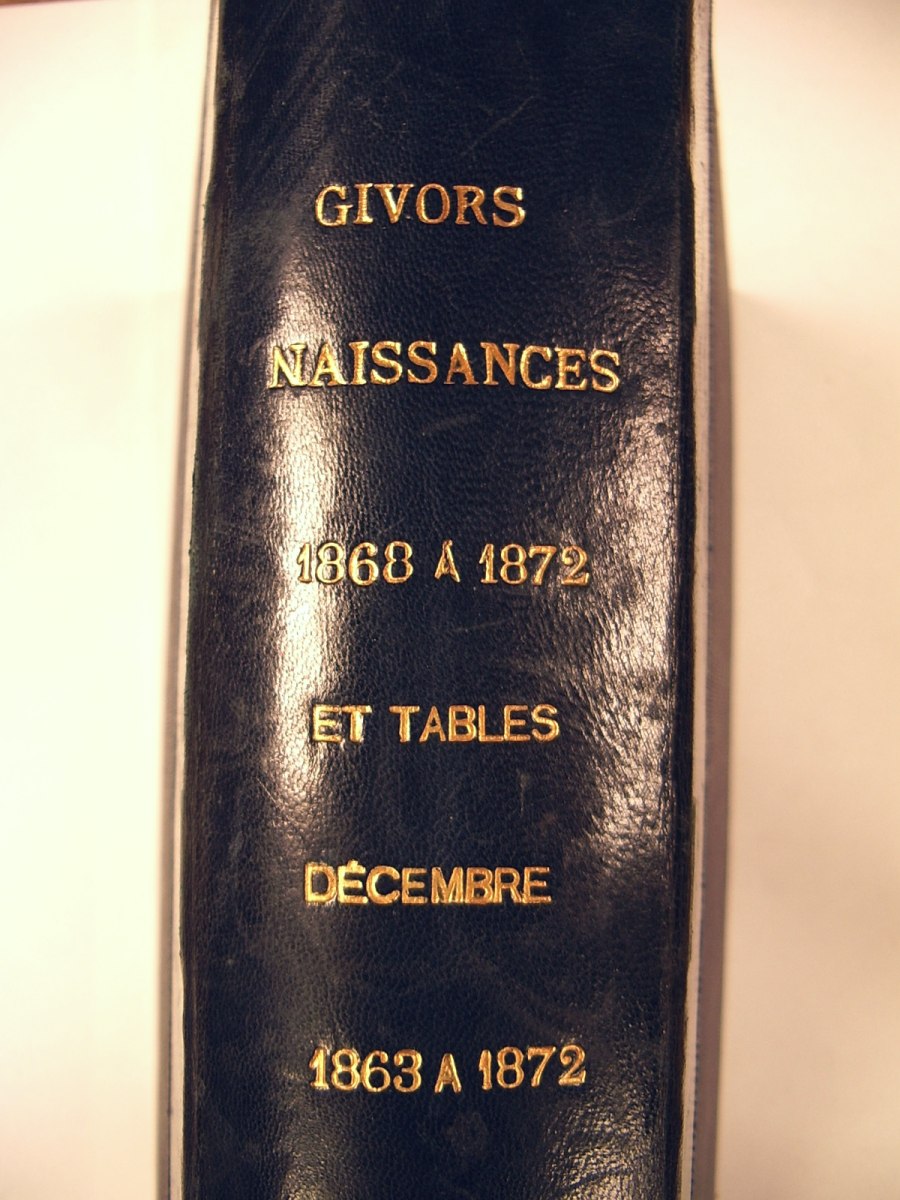 GIVORS
NAISSANCES
1868 À 1872
ET TABLES
DÉCEMBRE
1863 A 1872